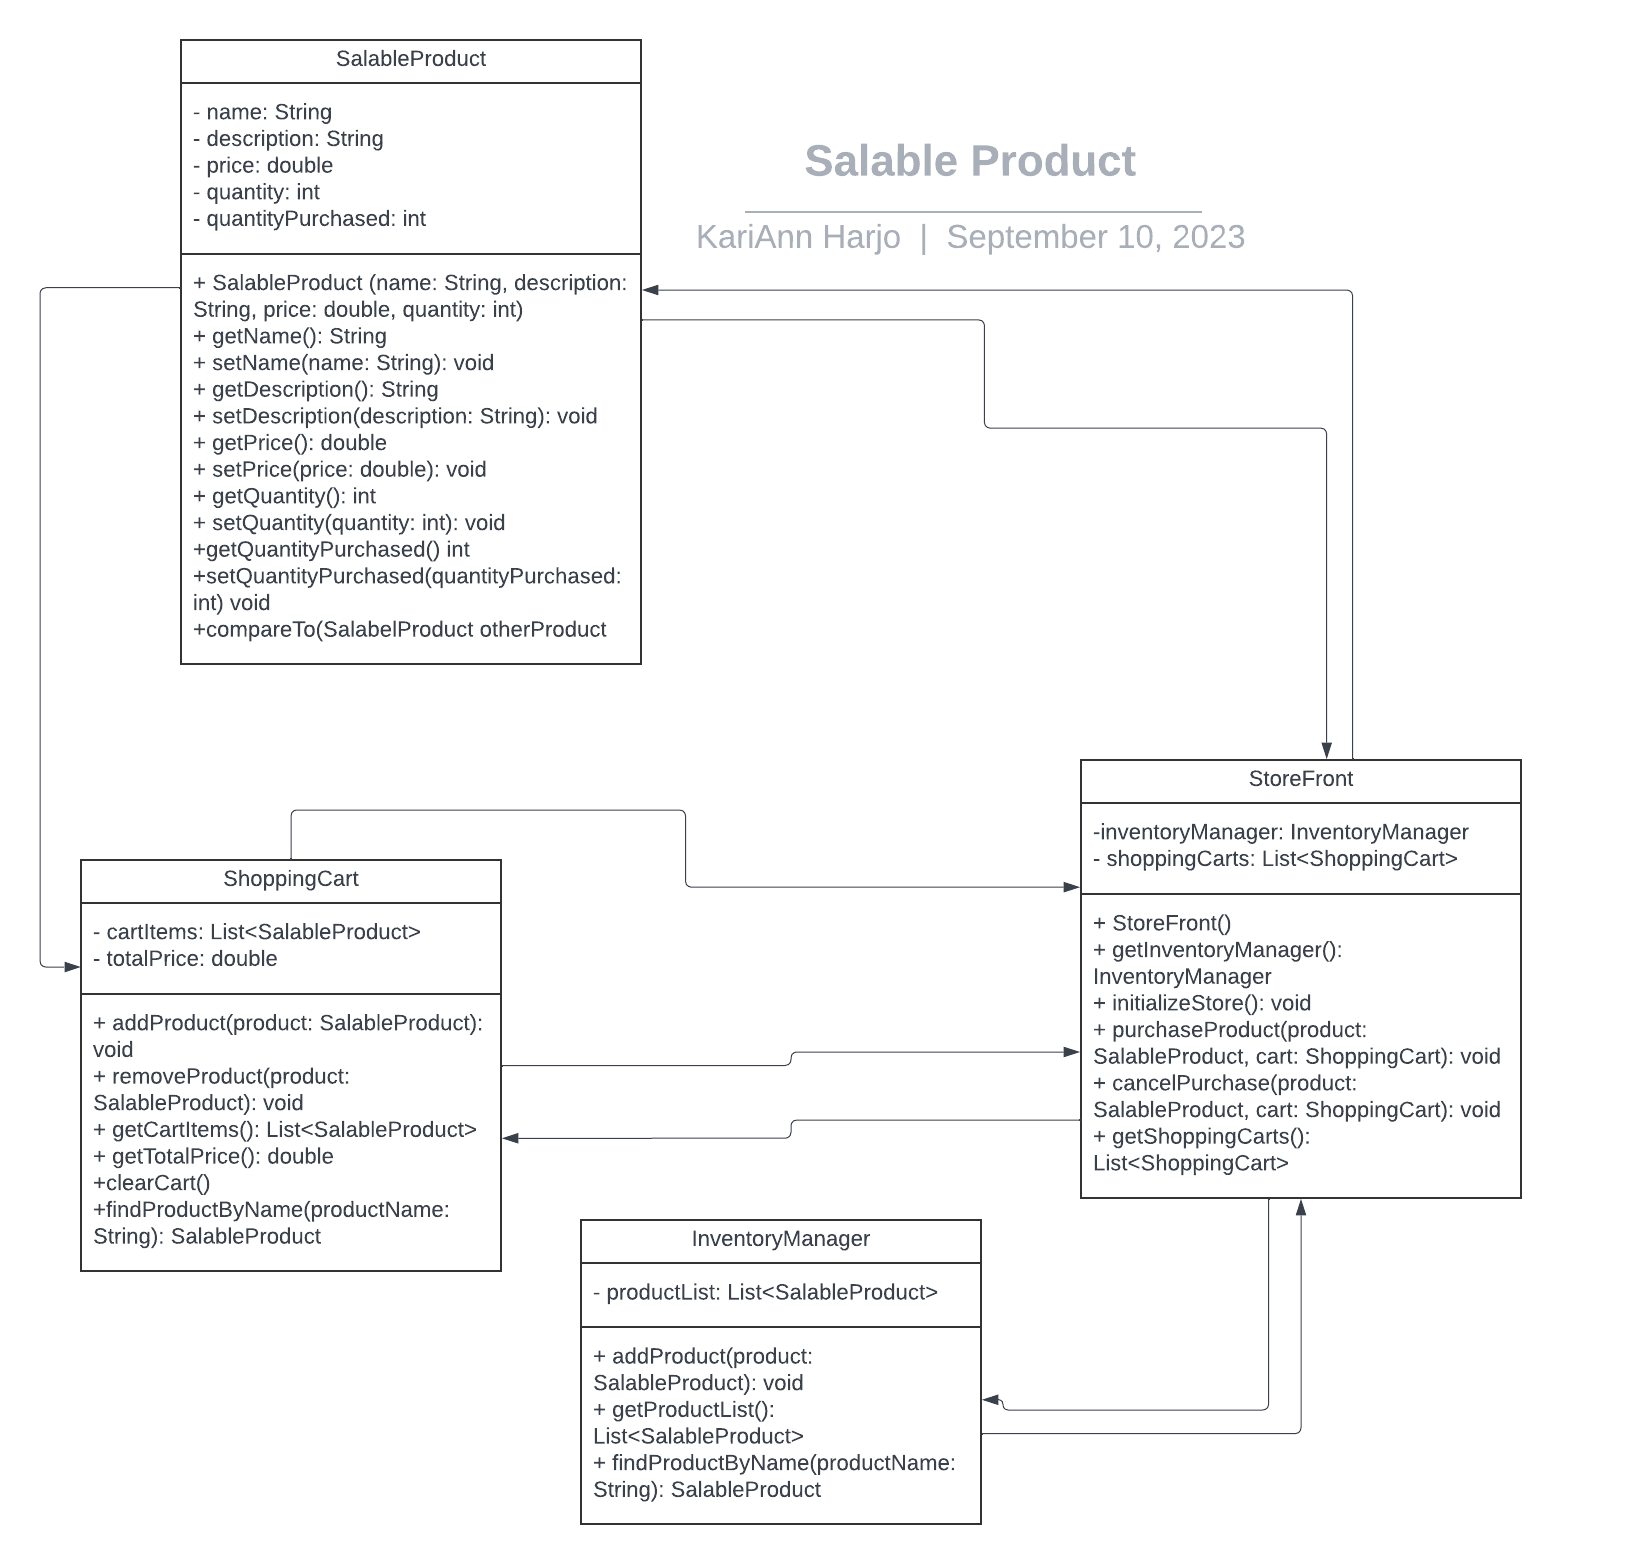 SalableProduct
- name: String
- description: String
- price: double
- quantity: int
- quantityPurchased: int
+ SalableProduct (name: String, description:
String, price: double, quantity: int)
+ getName(): String
+ setName(name: String): void
+ getDescription(): String
+ setDescription(description: String): void
+ getPrice(): double
+ setPrice(price: double): void
+ getQuantity(): int
+ setQuantity(quantity: int): void
+getQuantityPurchased() int
+setQuantityPurchased(quantityPurchased:
int) void
+compareTo(SalabelProduct otherProduct
Salable Product
KariAnn Harjo | September 10, 2023
StoreFront
-inventoryManager: InventoryManager
- shoppingCarts: List<ShoppingCart>
+ StoreFront()
+ getInventoryManager():
InventoryManager
+ initializeStore(): void
+ purchaseProduct(product:
SalableProduct, cart: ShoppingCart): void
+ cancelPurchase(product:
SalableProduct, cart: ShoppingCart): void
+ getShoppingCarts():
List<ShoppingCart>
ShoppingCart
- cartItems: List<SalableProduct>
- totalPrice: double
+ addProduct(product: SalableProduct):
void
+ removeProduct(product:
SalableProduct): void
+ getCartItems(): List<SalableProduct>
+ getTotalPrice(): double
+clearCart()
+findProductByName(productName:
String): SalableProduct
InventoryManager
- productList: List<SalableProduct>
+ addProduct(product:
SalableProduct): void
+ getProductList():
List<SalableProduct>
+ findProductByName(productName:
String): SalableProduct